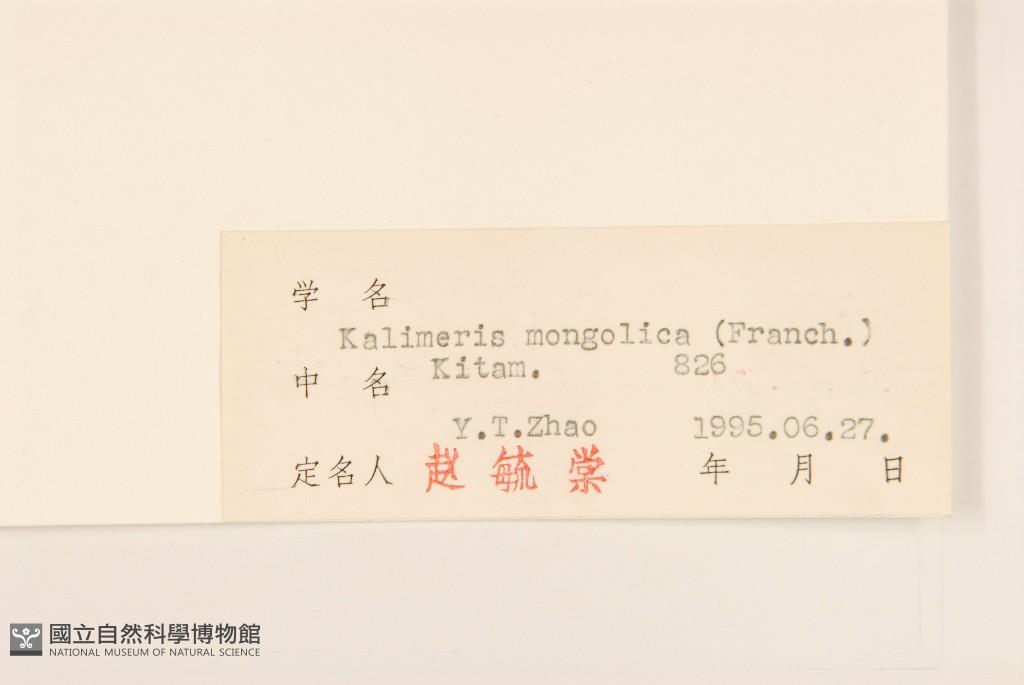 学 名
Kalimeris mongolica (Franch.)
Kitam. 826
中 名
Y.T.Zhao 1995.06.27.
定名人 赵毓棠 年 月 日
國立自然科學博物館
NATIONAL MUSEUM OF NATURAL SCIENCE